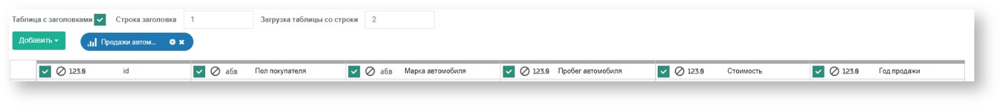 Таблица с заголовками Строка заголовка 1 Загрузка таблицы со строки 2
Добавить Продажи автом...
123.0 id абв Пол покупателя абв Марка автомобиля 123.0 Пробег автомобиля 123.0 Стоимость 123.0 Год продажи